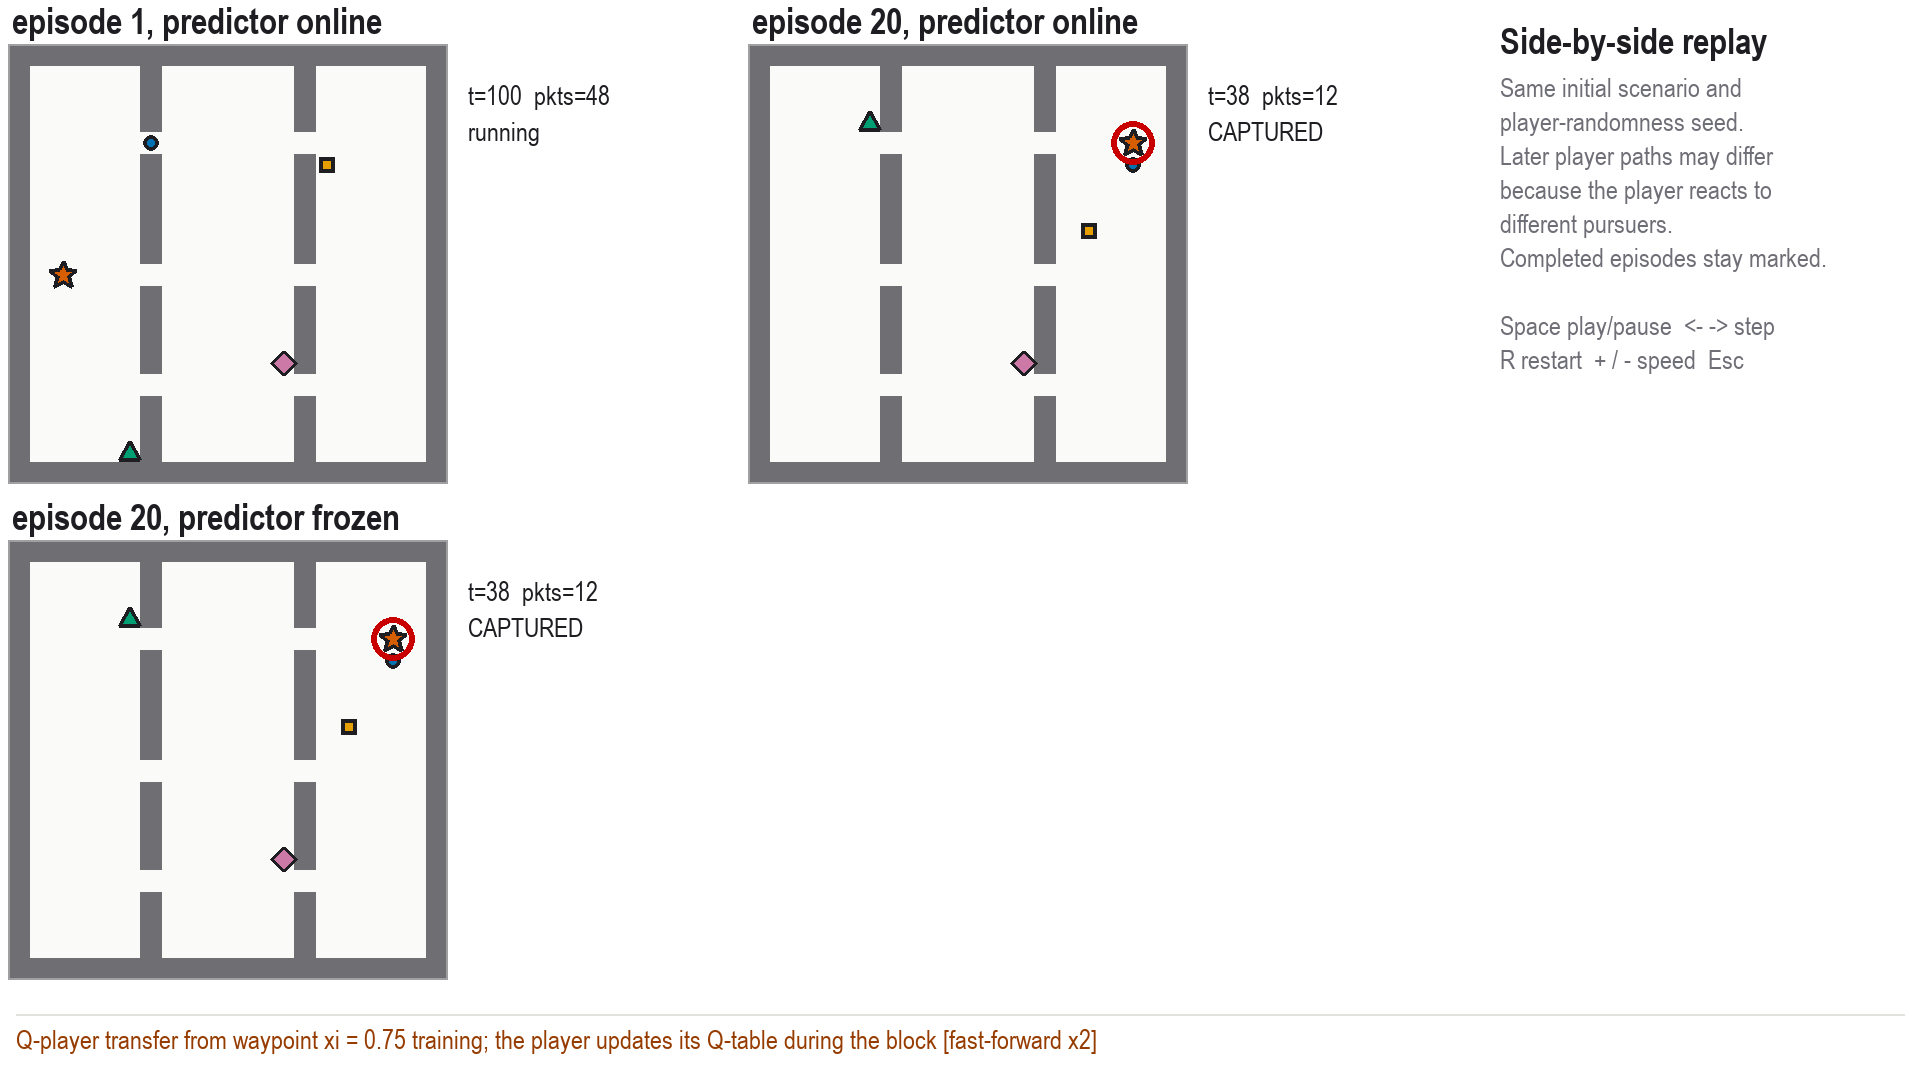 episode 1, predictor online
t=100  pkts=48
running
episode 20, predictor online
t=38  pkts=12
CAPTURED
episode 20, predictor frozen
t=38  pkts=12
CAPTURED
Side-by-side replay
Same initial scenario and
player-randomness seed.
Later player paths may differ
because the player reacts to
different pursuers.
Completed episodes stay marked.
Space play/pause  <- -> step
R restart  + / - speed  Esc
Q-player transfer from waypoint xi = 0.75 training; the player updates its Q-table during the block [fast-forward x2]